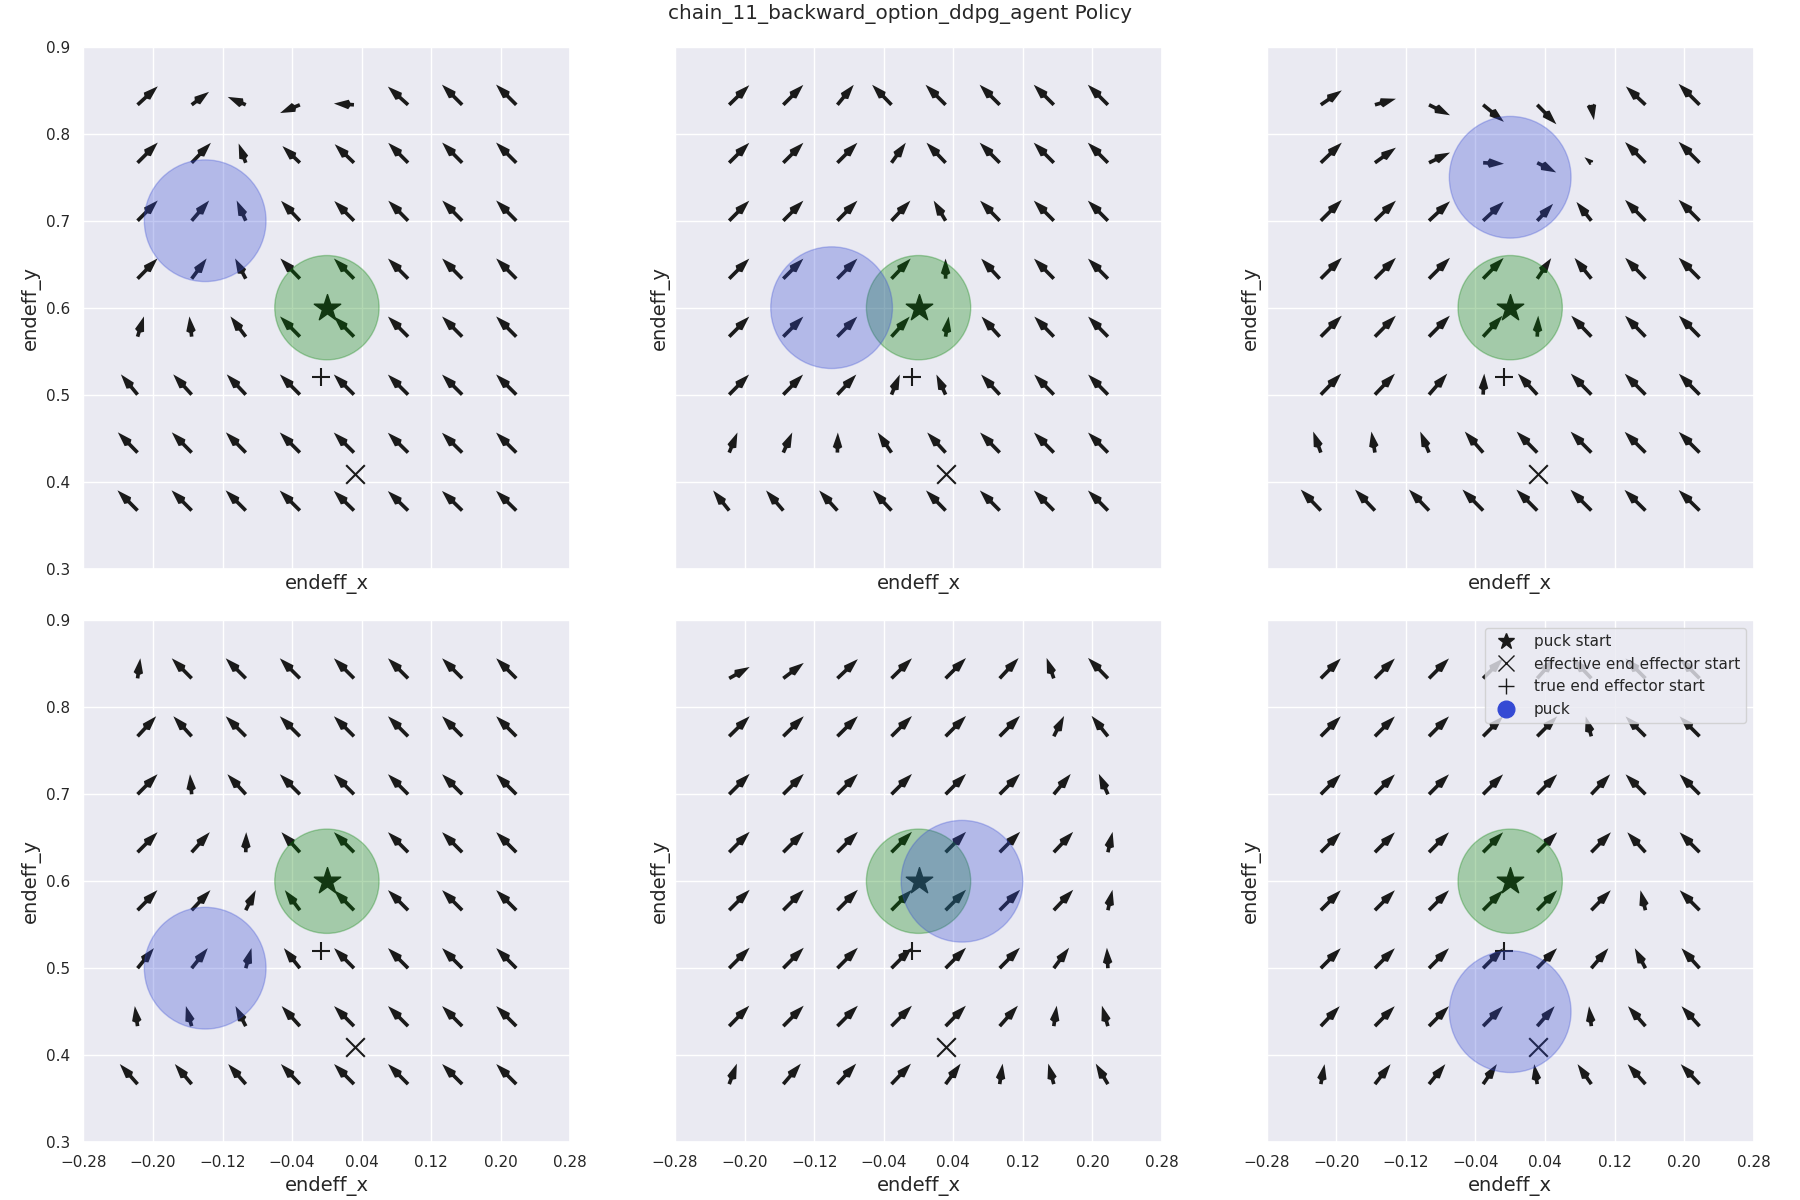 chain_11_backward_option_ddpg_agent Policy
0.9
0.8
0.7
0.6
0.5
0.4
0.3
endeff_y
endeff_x
endeff_y
endeff_x
endeff_y
endeff_x
0.9
0.8
0.7
0.6
0.5
0.4
0.3
endeff_y
−0.28 −0.20 −0.12 −0.04 0.04 0.12 0.20 0.28
endeff_x
endeff_y
−0.28 −0.20 −0.12 −0.04 0.04 0.12 0.20 0.28
endeff_x
puck start
effective end effector start
true end effector start
puck
endeff_y
−0.28 −0.20 −0.12 −0.04 0.04 0.12 0.20 0.28
endeff_x